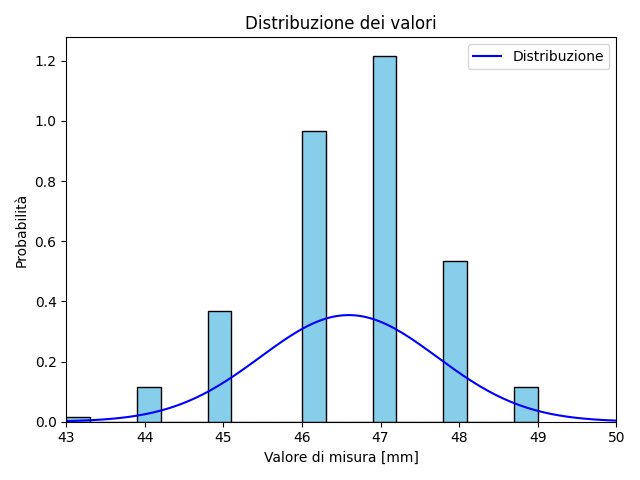 Distribuzione dei valori
Distribuzione
1.2
1.0
0.8
0.6
0.4
0.2
0.0
Probabilità
43 44 45 46 47 48 49 50
Valore di misura [mm]